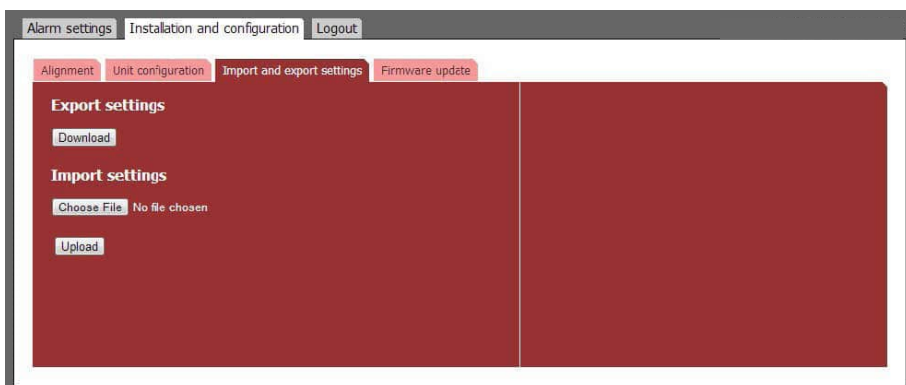 Alarm settings Installation and configuration Logout
Alignment Unit configuration Import and export settings Firmware update
Export settings
Download
Import settings
Choose File No file chosen
Upload